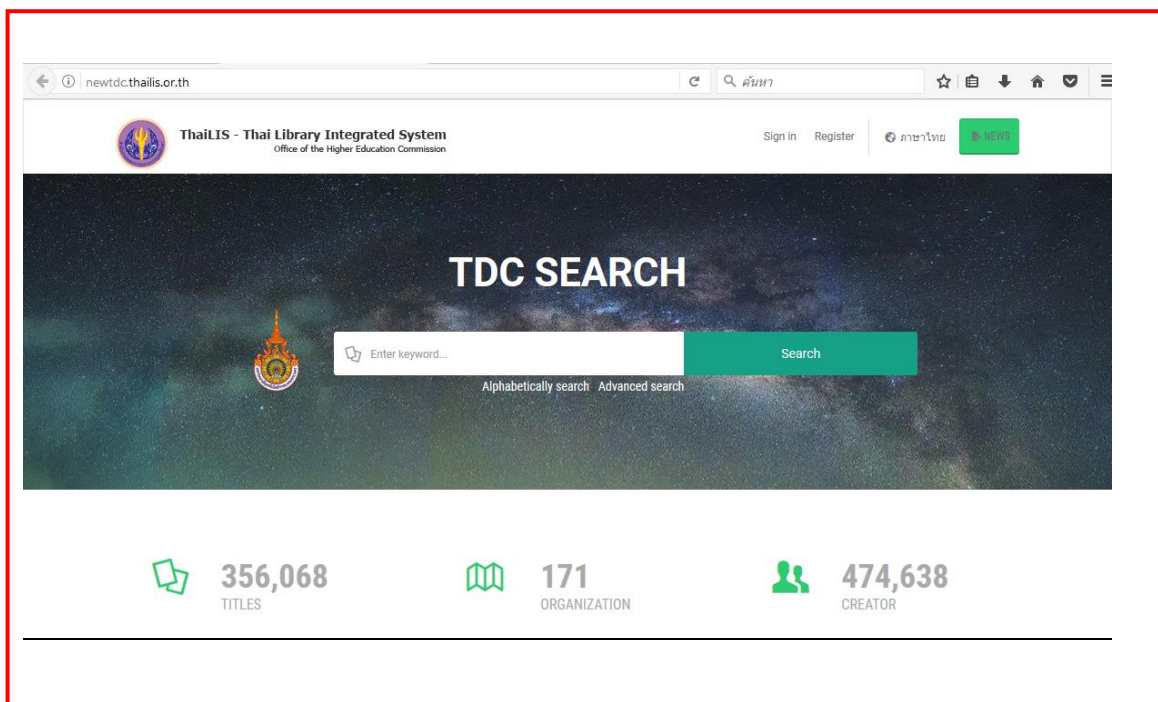 newtdc.thailis.or.th
ค้นหา
ThaiLIS - Thai Library Integrated System
Office of the Higher Education Commission
Sign in Register ภาษาไทย NEWS
TDC SEARCH
Enter keyword... Search
Alphabetically search Advanced search
356,068 171 474,638
TITLES ORGANIZATION CREATOR